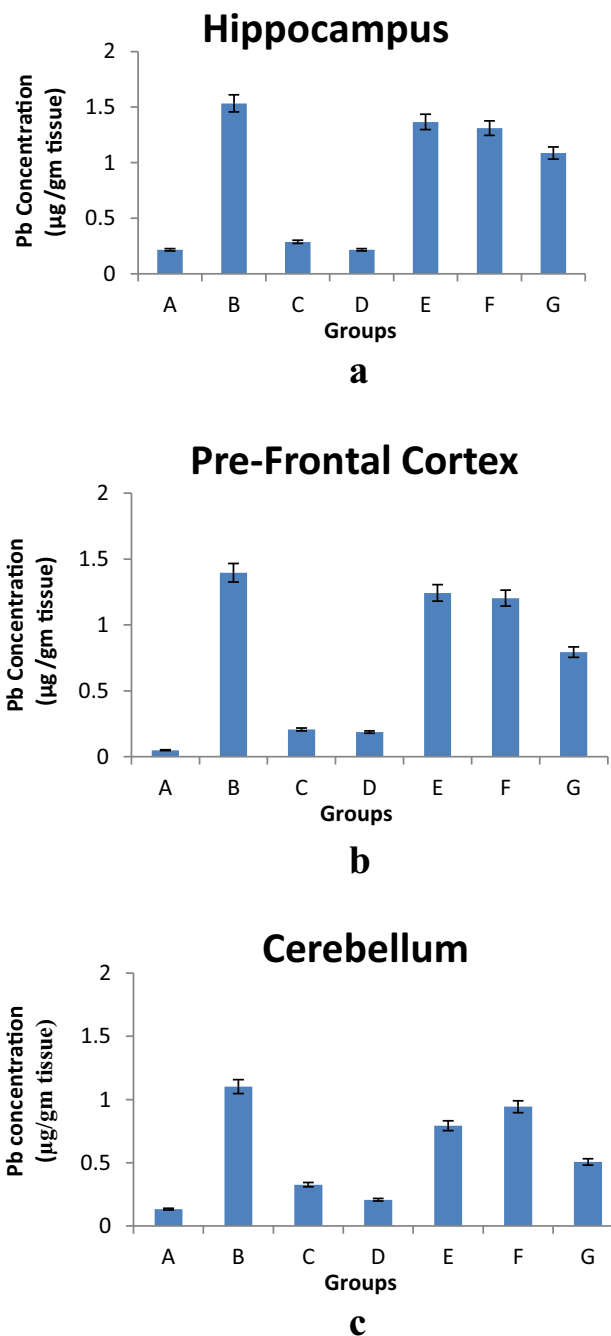 Hippocampus
Pb Concentration
(µg /gm tissue)
2
1.5
1
0.5
0
A B C D E F G
Groups
a
Pre-Frontal Cortex
Pb Concentration
(µg /gm tissue)
2
1.5
1
0.5
0
A B C D E F G
Groups
b
Cerebellum
Pb concentration
(µg/gm tissue)
2
1.5
1
0.5
0
A B C D E F G
Groups
c